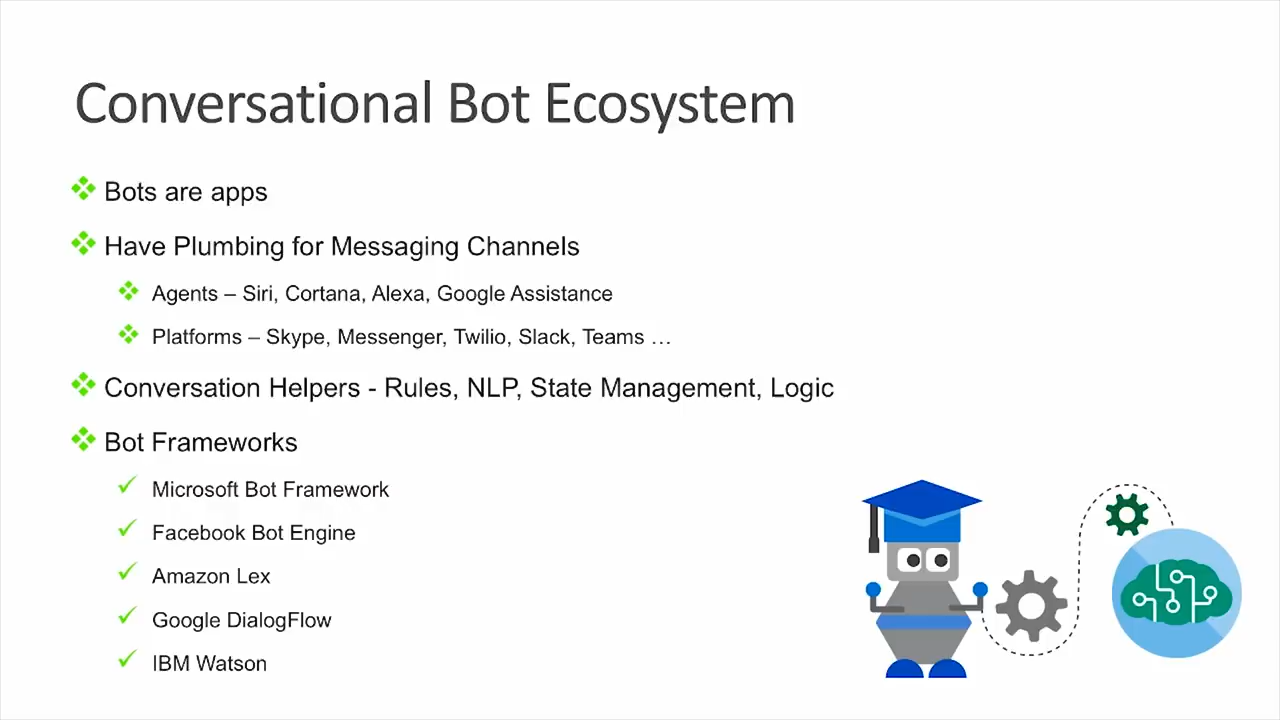 Conversational Bot Ecosystem
Bots are apps
Have Plumbing for Messaging Channels
Agents – Siri, Cortana, Alexa, Google Assistance
Platforms – Skype, Messenger, Twilio, Slack, Teams …
Conversation Helpers - Rules, NLP, State Management, Logic
Bot Frameworks
Microsoft Bot Framework
Facebook Bot Engine
Amazon Lex
Google DialogFlow
IBM Watson